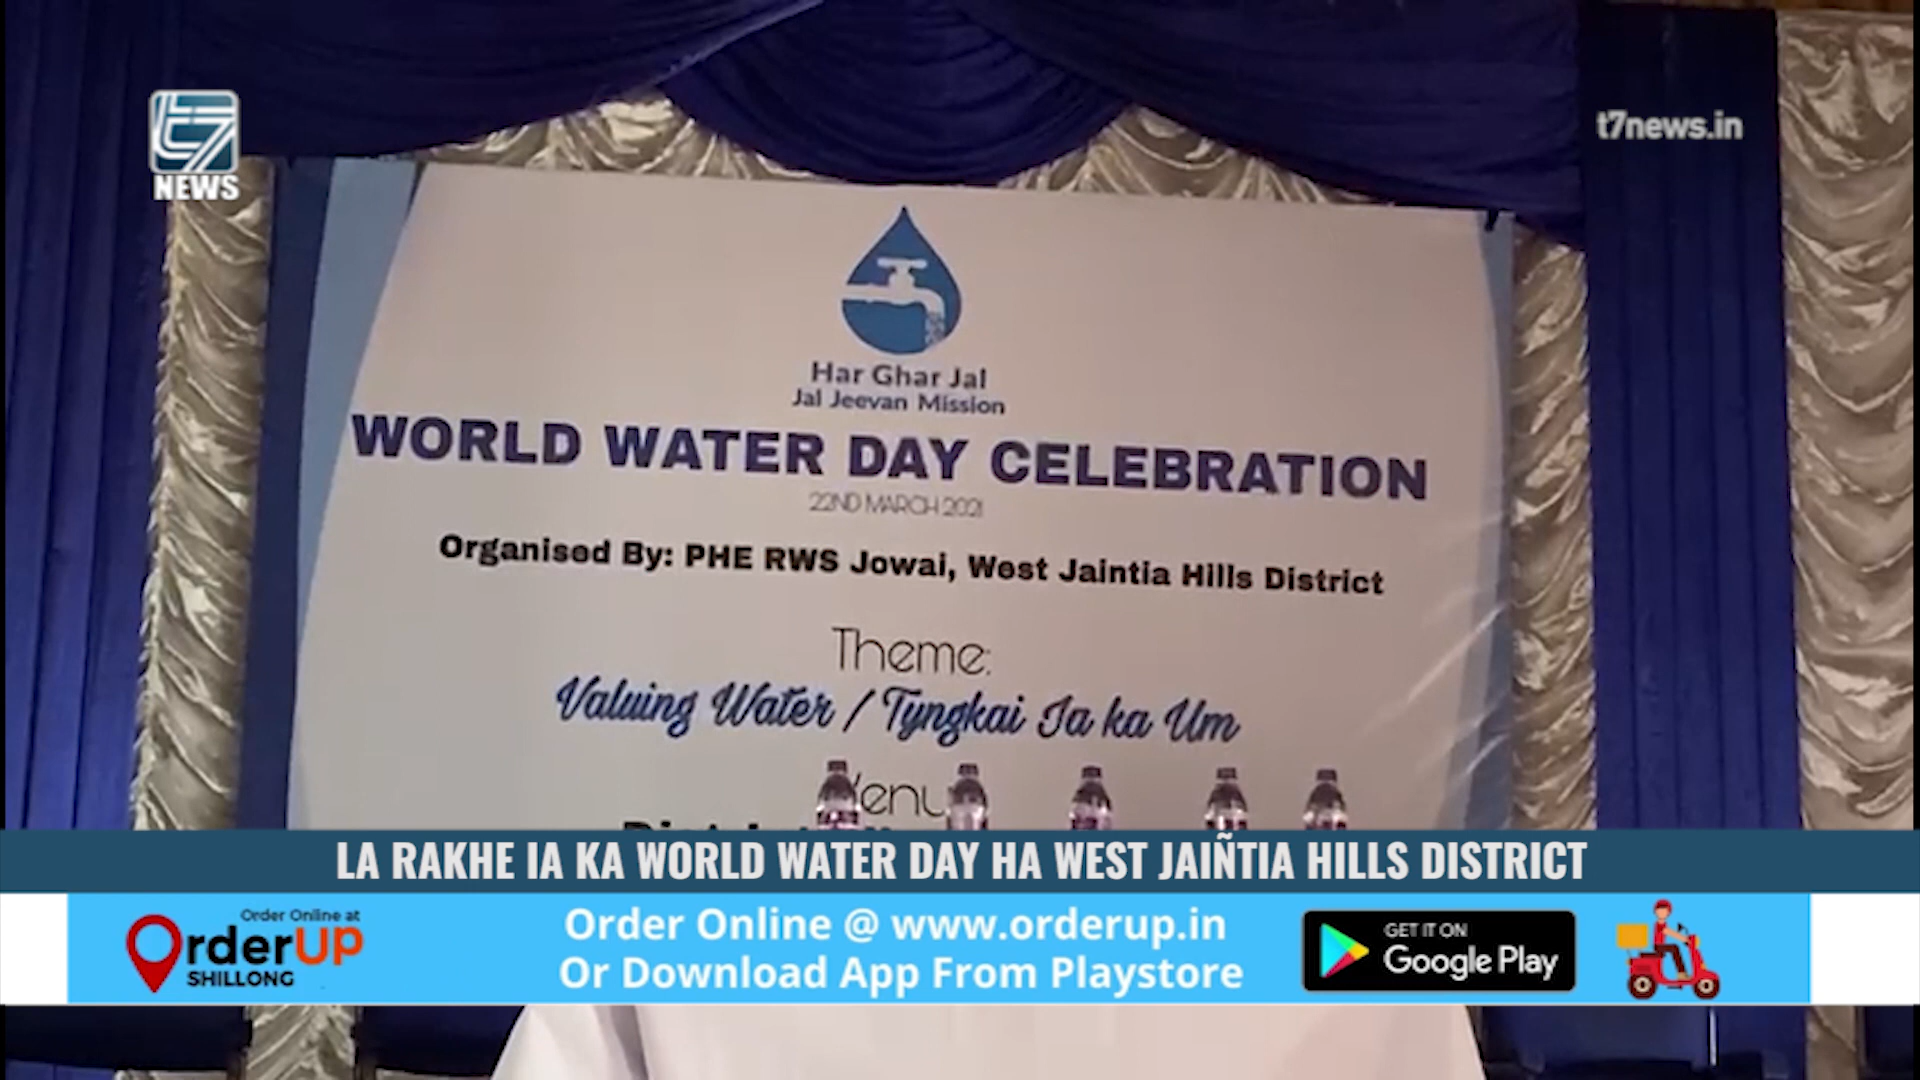 T7
NEWS
t7news.in
Har Ghar Jal
Jal Jeevan Mission
WORLD WATER DAY CELEBRATION
22ND MARCH 2021
Organised By: PHE RWS Jowai, West Jaintia Hills District
Theme:
Valuing Water / Tyngkai Ia ka Um
LA RAKHE IA KA WORLD WATER DAY HA WEST JAIÑTIA HILLS DISTRICT
Order Online at
OrderUP
SHILLONG
Order Online @ www.orderup.in
Or Download App From Playstore
GET IT ON
Google Play